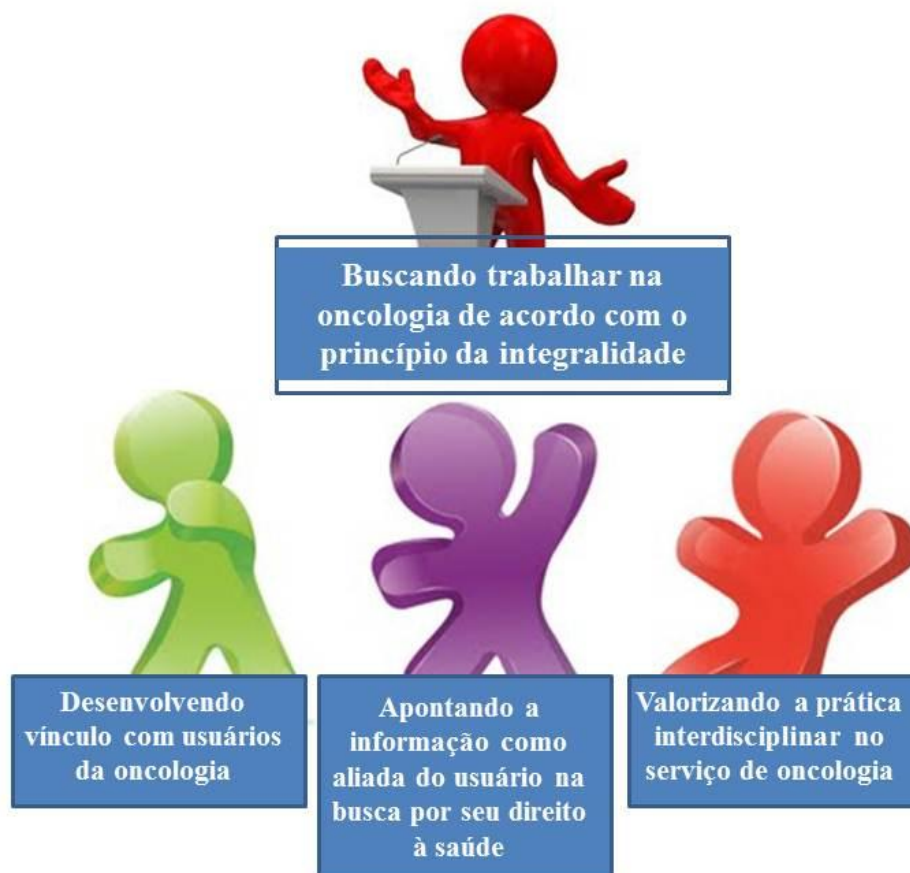 Buscando trabalhar na
oncologia de acordo com o
princípio da integralidade
Desenvolvendo
vínculo com usuários
da oncologia
Apontando a
informação como
aliada do usuário na
busca por seu direito
à saúde
Valorizando a prática
interdisciplinar no
serviço de oncologia